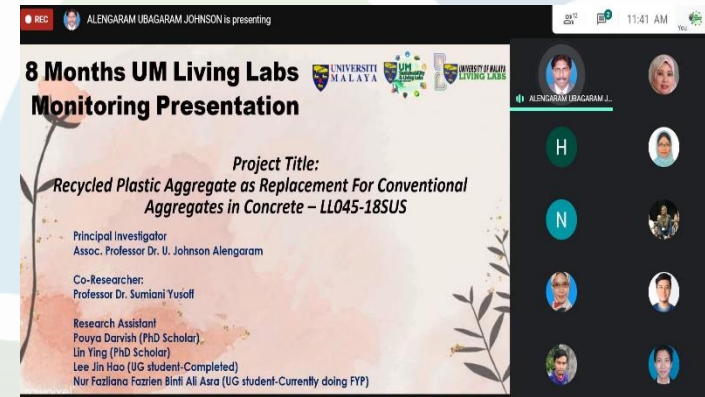 REC
ALENGARAM UBAGARAM JOHNSON is presenting
12
11:41 AM
You
8 Months UM Living Labs
Monitoring Presentation
UNIVERSITI
MALAYA
UM
UNIVERSITY OF MALAYA
LIVING LABS
Project Title:
Recycled Plastic Aggregate as Replacement For Conventional
Aggregates in Concrete – LL045-18SUS
Principal Investigator
Assoc. Professor Dr. U. Johnson Alengaram
Co-Researcher:
Professor Dr. Sumiani Yusoff
Research Assistant
Pouya Darvish (PhD Scholar)
Lin Ying (PhD Scholar)
Lee Jin Hao (UG student-Completed)
Nur Fazliana Fazrien Binti Ali Asra (UG student-Currently doing FYP)
ALENGARAM UBAGARAM J...
H
N